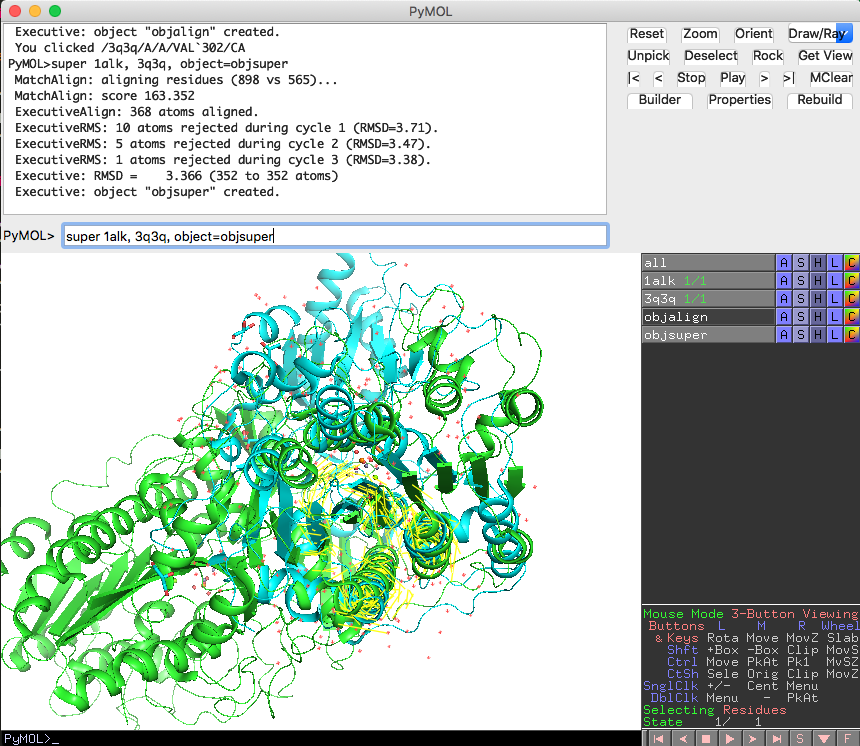 PyMOL
Executive: object "objalign" created.
You clicked /3q3q/A/A/VAL`302/CA
PyMOL>super 1alk, 3q3q, object=objsuper
MatchAlign: aligning residues (898 vs 565)...
MatchAlign: score 163.352
ExecutiveAlign: 368 atoms aligned.
ExecutiveRMS: 10 atoms rejected during cycle 1 (RMSD=3.71).
ExecutiveRMS: 5 atoms rejected during cycle 2 (RMSD=3.47).
ExecutiveRMS: 1 atoms rejected during cycle 3 (RMSD=3.38).
Executive: RMSD =    3.366 (352 to 352 atoms)
Executive: object "objsuper" created.
PyMOL> super 1alk, 3q3q, object=objsuper
Reset Zoom Orient Draw/Ray
Unpick Deselect Rock Get View
|< < Stop Play > >| MClear
Builder Properties Rebuild
all A S H L C
1alk 1/1 A S H L C
3q3q 1/1 A S H L C
objalign A S H L C
objsuper A S H L C
Mouse Mode 3-Button Viewing
Buttons L M R Wheel
& Keys Rota Move MovZ Slab
Shft +Box -Box Clip MovS
Ctrl Move PkAt Pk1 MvSZ
CtSh Sele Orig Clip MovZ
SnglClk +/- Cent Menu
DblClk Menu - PkAt
Selecting Residues
State 1/ 1
PyMOL>_
S F